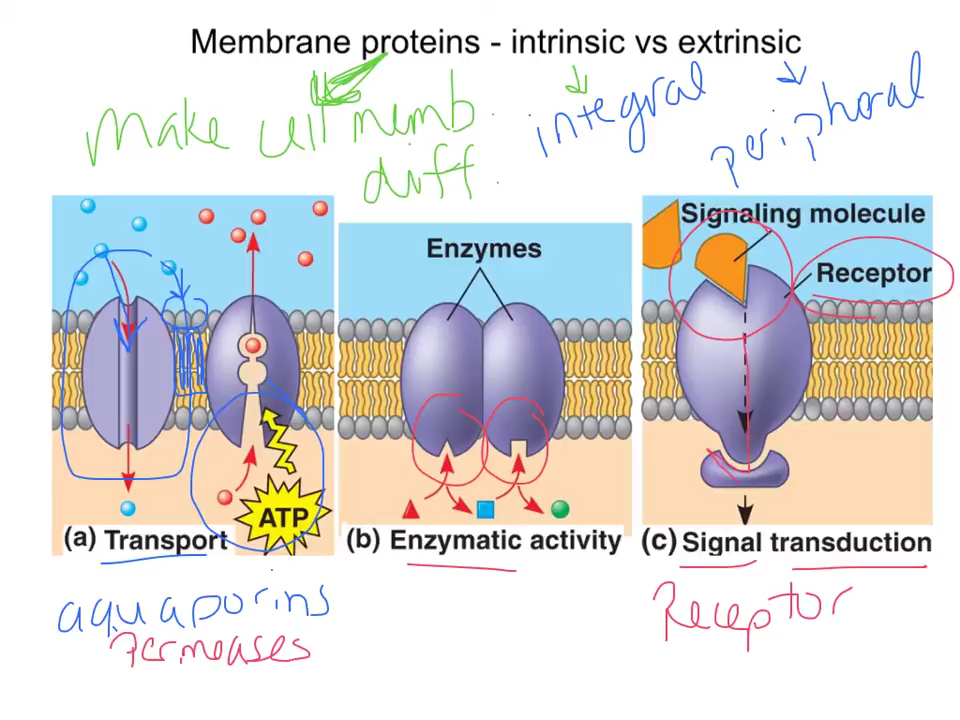 Membrane proteins - intrinsic vs extrinsic
Make cell memb.
diff.
integral
peripheral
Signaling molecule
Receptor
Enzymes
ATP
(a) Transport
(b) Enzymatic activity
(c) Signal transduction
aquaporins
Permeases
Receptor